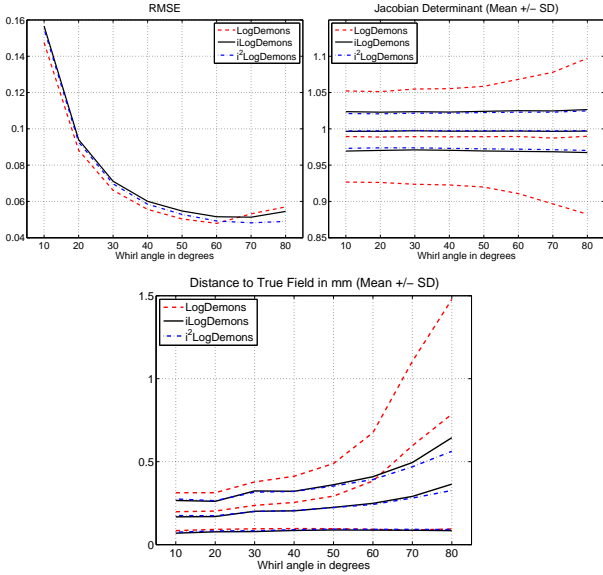 RMSE
LogDemons
iLogDemons
i²LogDemons
0.16
0.14
0.12
0.1
0.08
0.06
0.04
10 20 30 40 50 60 70 80
Whirl angle in degrees
Jacobian Determinant (Mean +/− SD)
LogDemons
iLogDemons
i²LogDemons
1.1
1.05
1
0.95
0.9
0.85
10 20 30 40 50 60 70 80
Whirl angle in degrees
Distance to True Field in mm (Mean +/− SD)
LogDemons
iLogDemons
i²LogDemons
1.5
1
0.5
0
10 20 30 40 50 60 70 80
Whirl angle in degrees